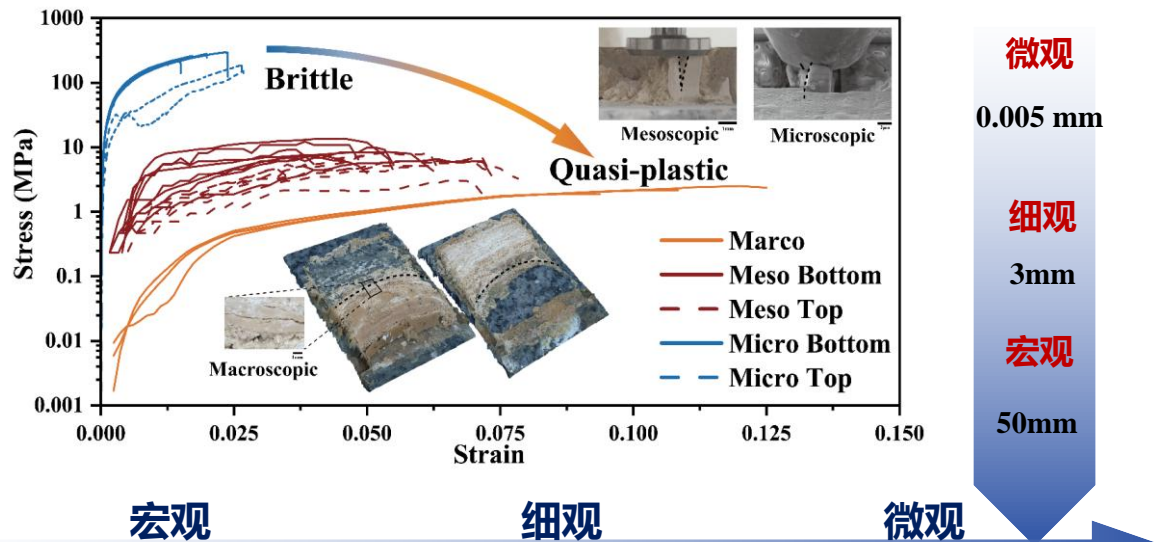 1000
100
10
1
0.1
0.01
0.001
Stress (MPa)
0.000
0.025
0.050
0.075
0.100
0.125
0.150
Strain
Brittle
Quasi-plastic
Mesoscopic
Microscopic
Macroscopic
Marco
Meso Bottom
Meso Top
Micro Bottom
Micro Top
微观
0.005 mm
细观
3mm
宏观
50mm
宏观
细观
微观